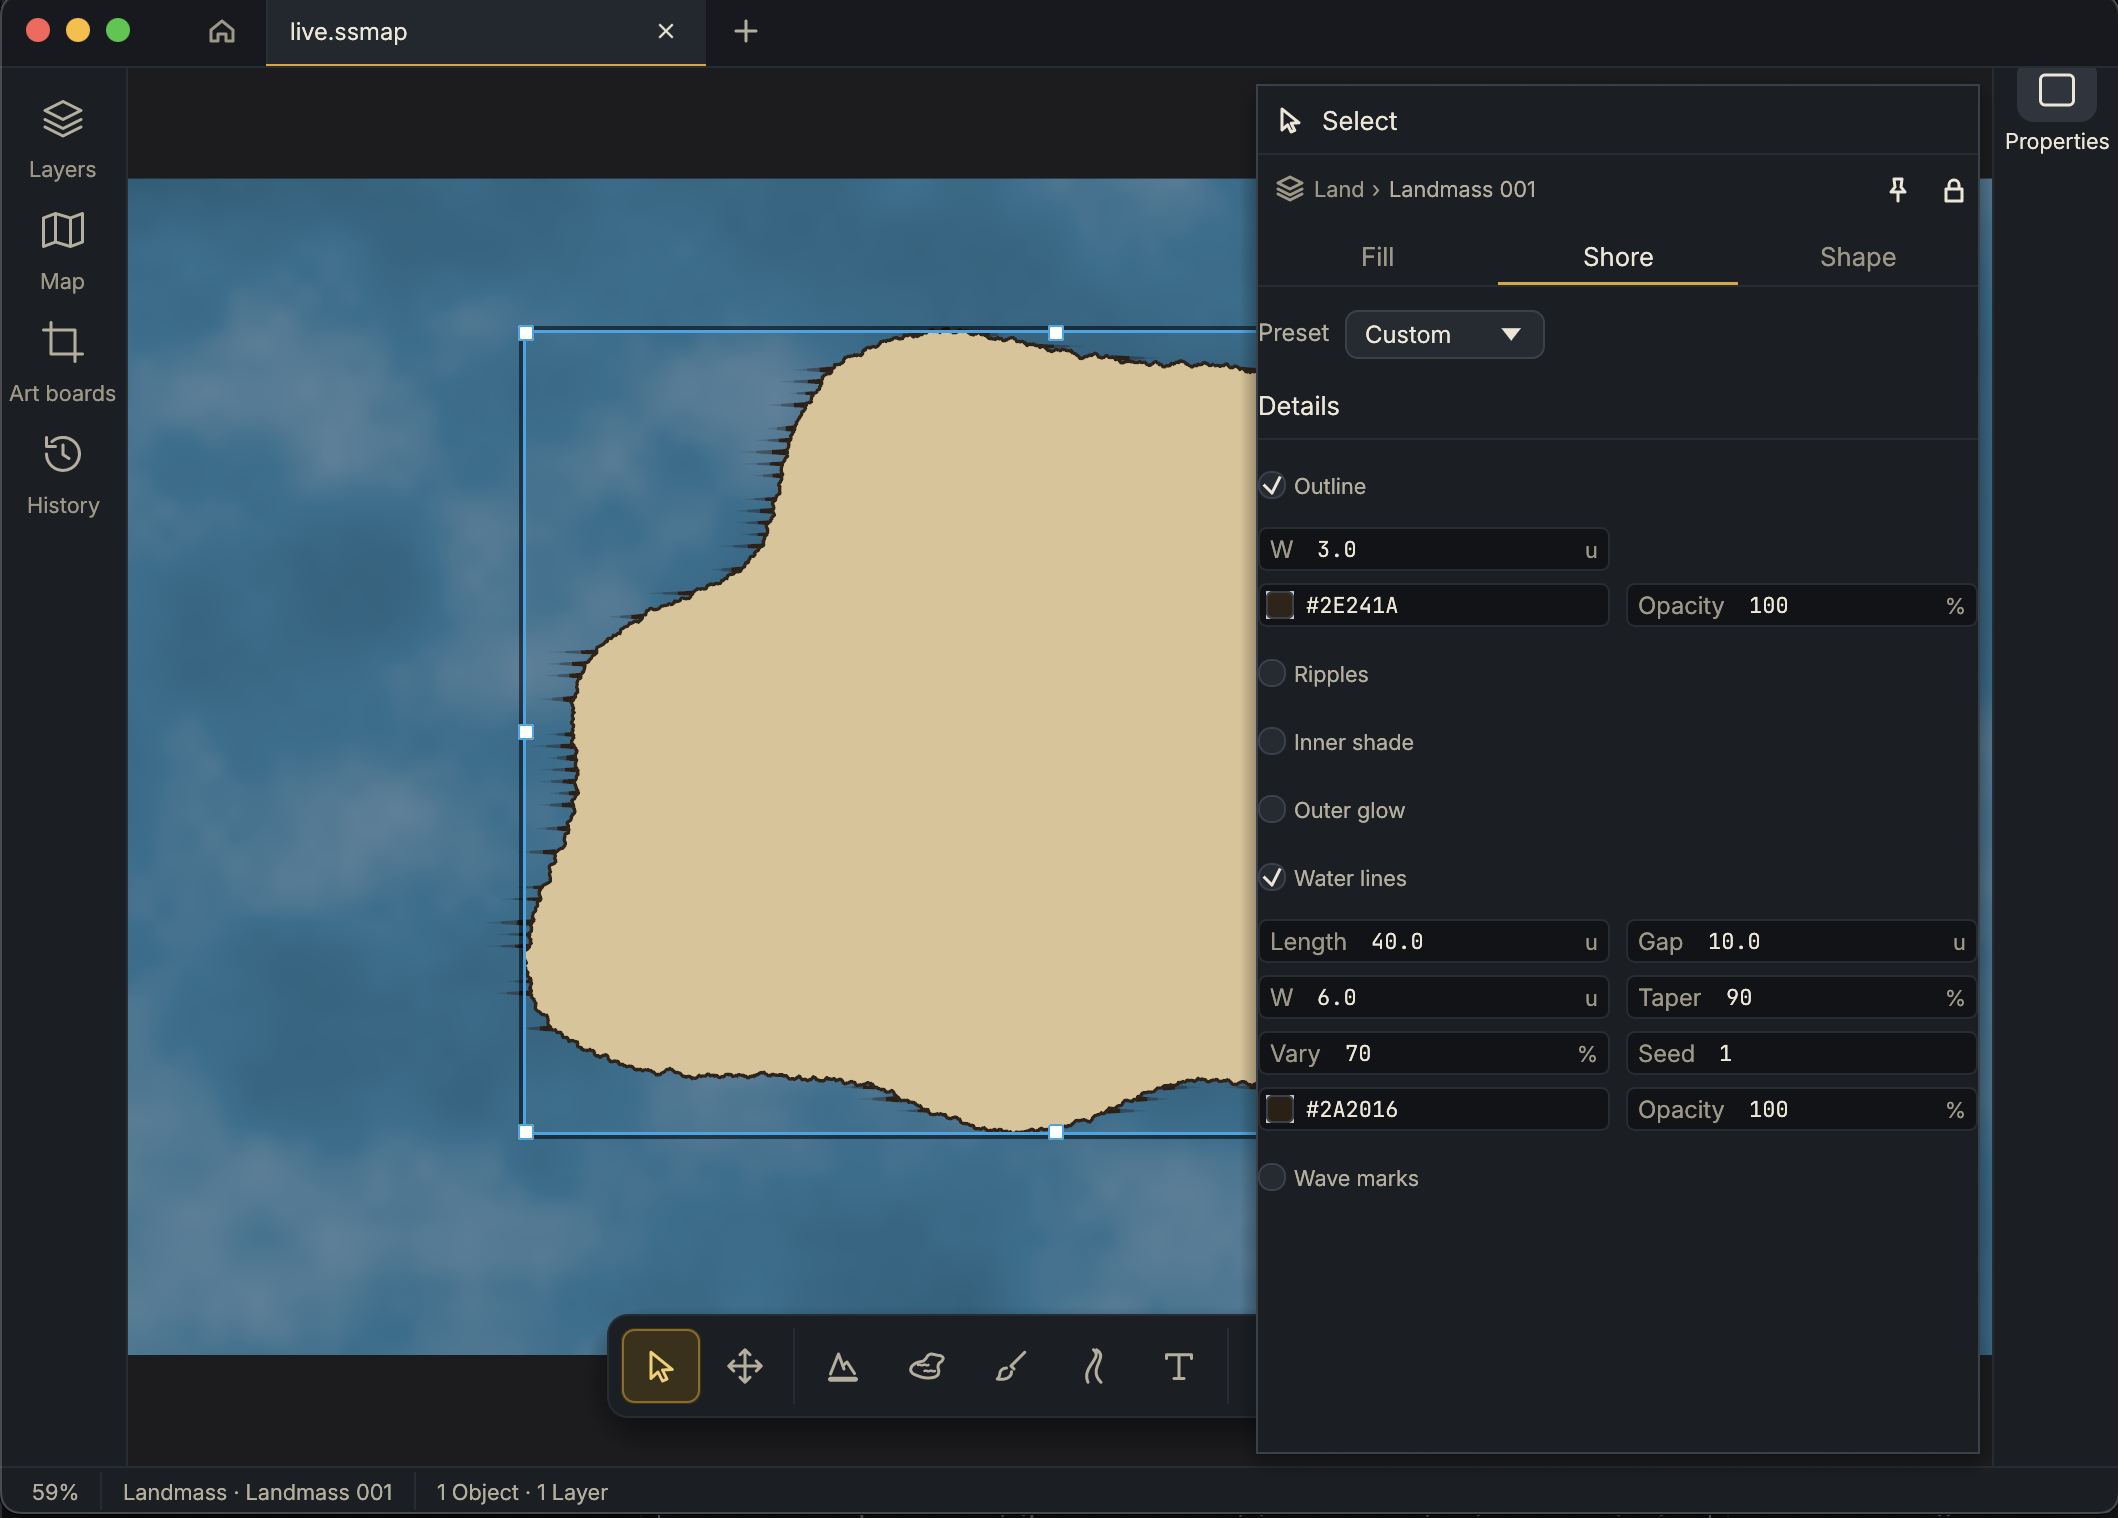 live.ssmap
Layers
Map
Art boards
History
Select
Land › Landmass 001
Fill
Shore
Shape
Preset
Custom
Details
Outline
W 3.0 u
#2E241A
Opacity 100 %
Ripples
Inner shade
Outer glow
Water lines
Length 40.0 u
Gap 10.0 u
W 6.0 u
Taper 90 %
Vary 70 %
Seed 1
#2A2016
Opacity 100 %
Wave marks
Properties
59%
Landmass · Landmass 001
1 Object · 1 Layer